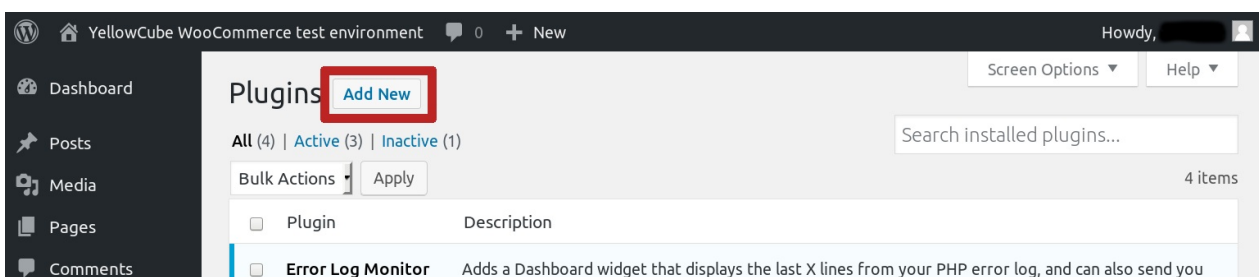 YellowCube WooCommerce test environment 0 + New Howdy,
Screen Options ▼ Help ▼
Dashboard
Posts
Media
Pages
Comments
Plugins Add New
All (4) | Active (3) | Inactive (1)
Search installed plugins...
Bulk Actions Apply
4 items
Plugin Description
Error Log Monitor Adds a Dashboard widget that displays the last X lines from your PHP error log, and can also send you